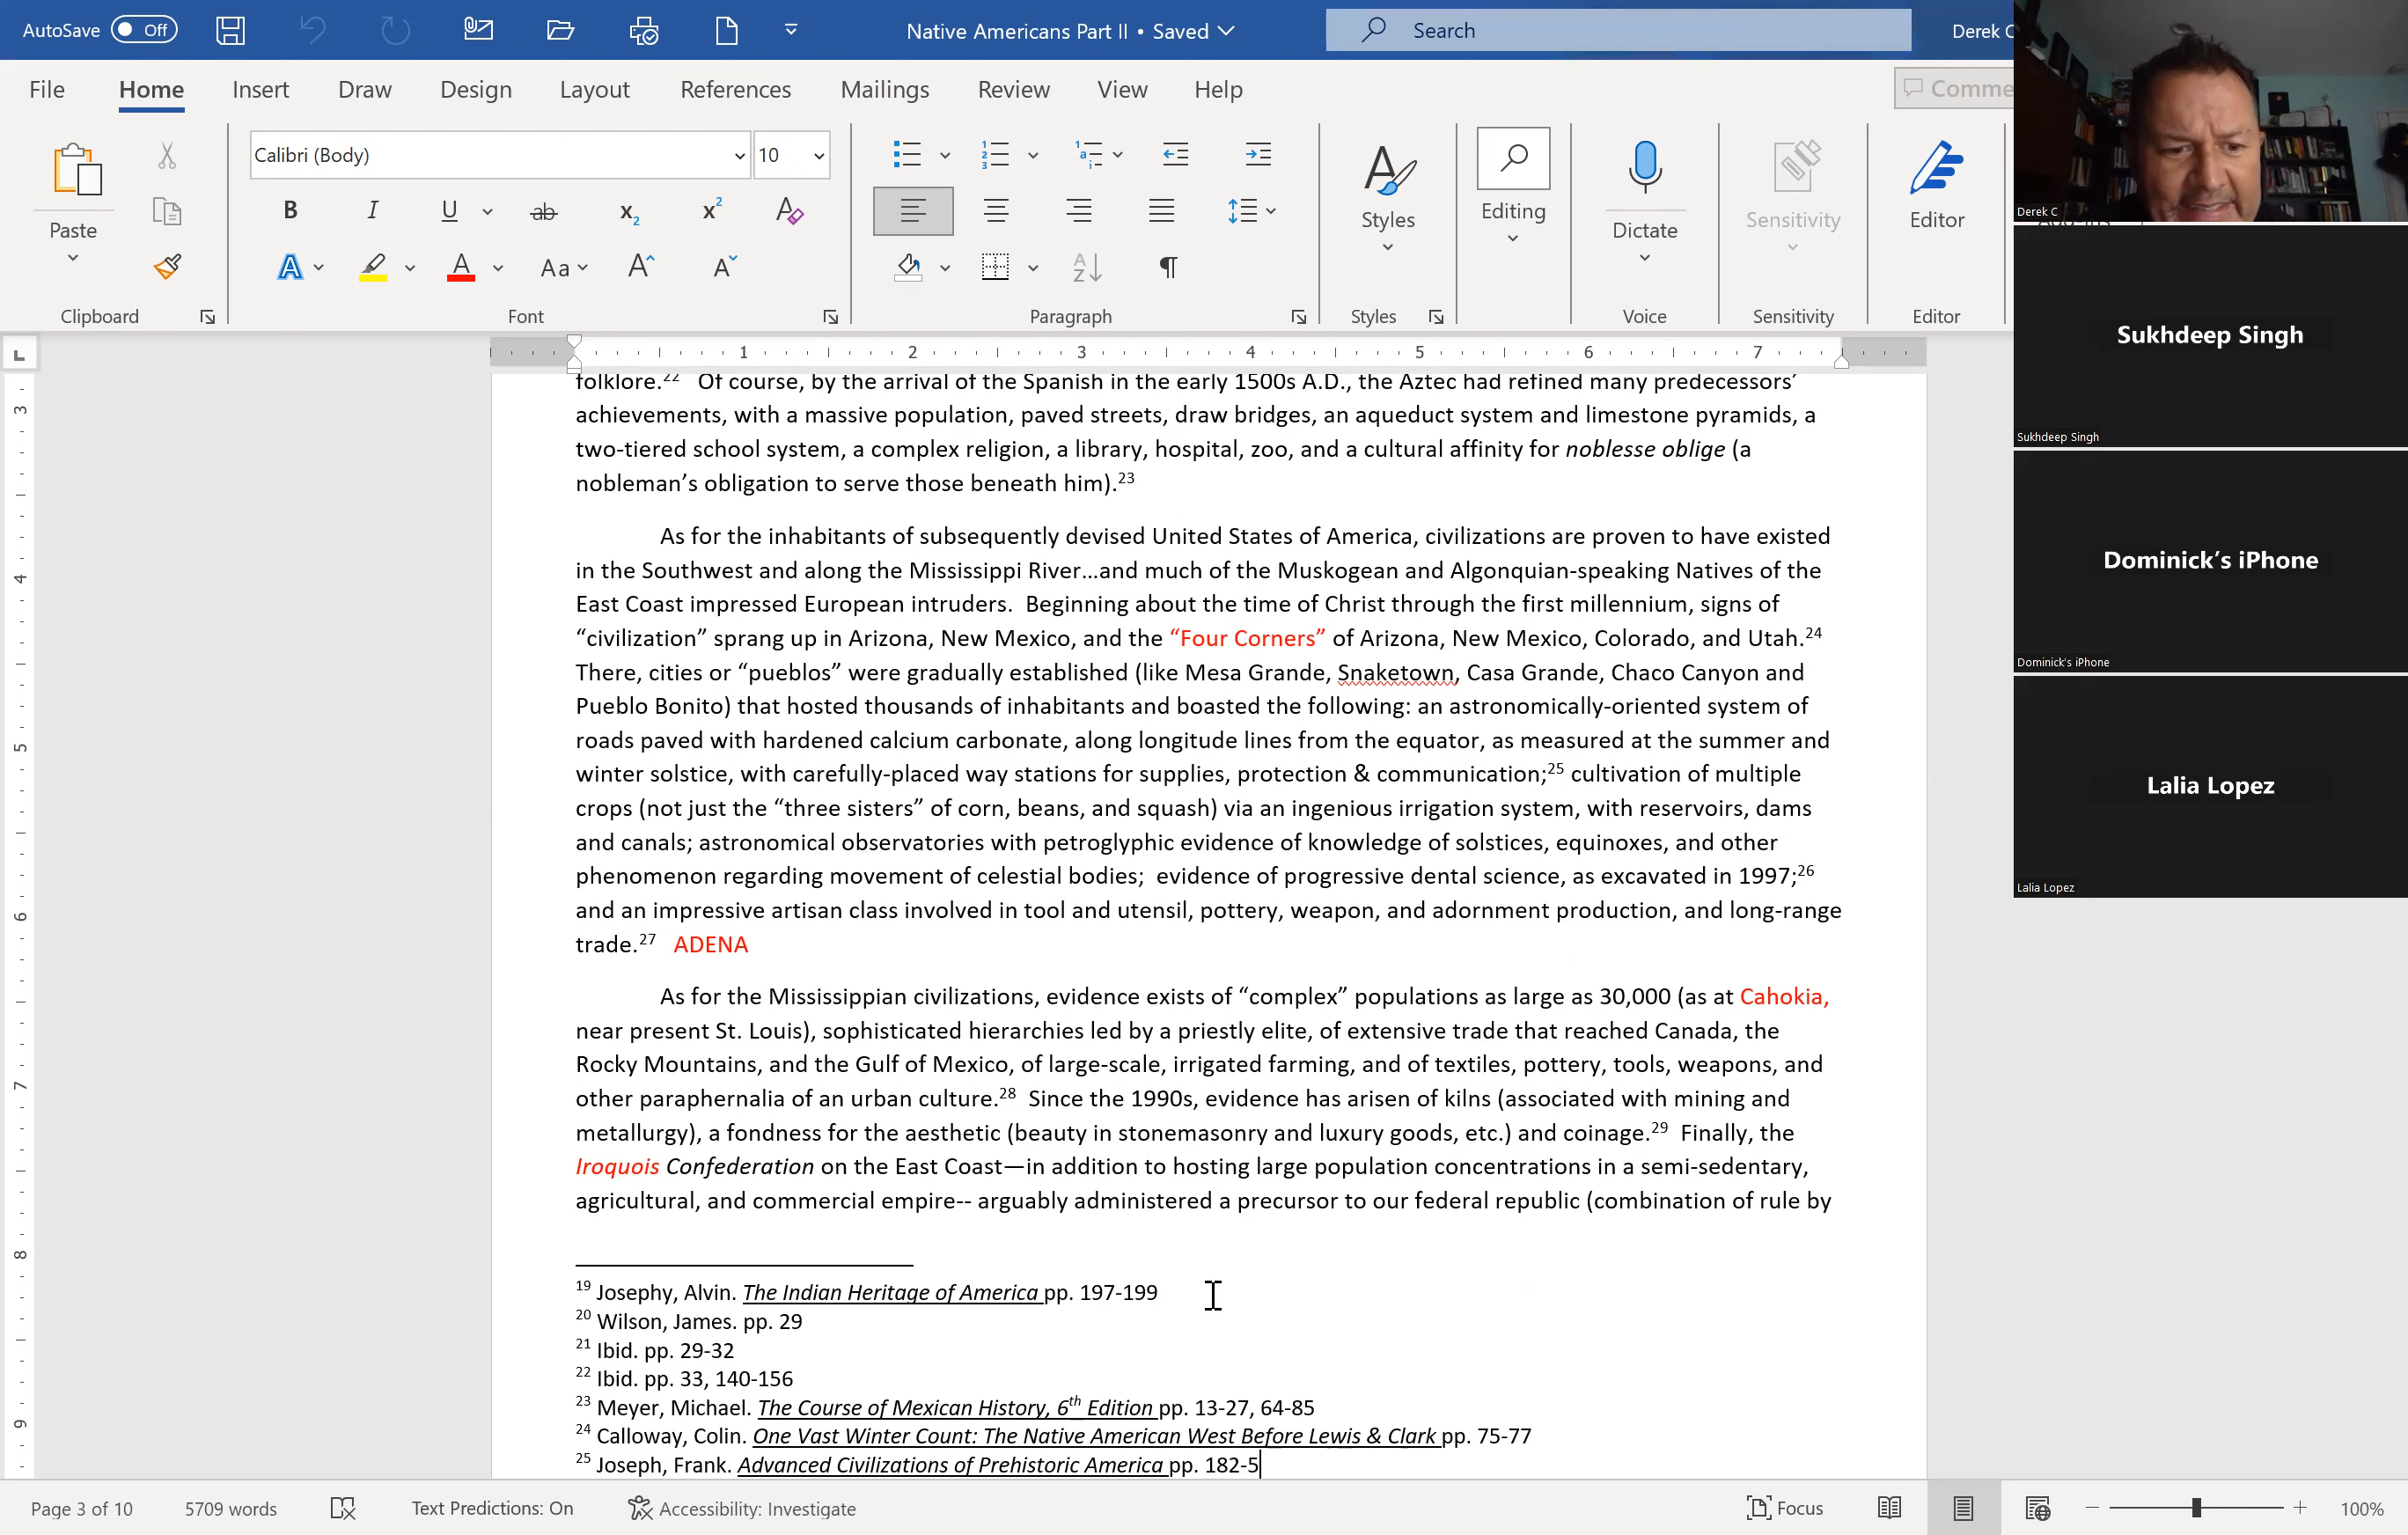 AutoSave Off Native Americans Part II • Saved Search Derek C
File Home Insert Draw Design Layout References Mailings Review View Help Comme
Calibri (Body) 10
Paste B I U ab x2 x2 A Styles Editing Dictate Sensitivity Editor
A A Aa A A A Z ¶
Clipboard Font Paragraph Styles Voice Sensitivity Editor
1 2 3 4 5 6 7
folklore.22 Of course, by the arrival of the Spanish in the early 1500s A.D., the Aztec had refined many predecessors’
achievements, with a massive population, paved streets, draw bridges, an aqueduct system and limestone pyramids, a
two-tiered school system, a complex religion, a library, hospital, zoo, and a cultural affinity for noblesse oblige (a
nobleman’s obligation to serve those beneath him).23
As for the inhabitants of subsequently devised United States of America, civilizations are proven to have existed
in the Southwest and along the Mississippi River...and much of the Muskogean and Algonquian-speaking Natives of the
East Coast impressed European intruders. Beginning about the time of Christ through the first millennium, signs of
“civilization” sprang up in Arizona, New Mexico, and the “Four Corners” of Arizona, New Mexico, Colorado, and Utah.24
There, cities or “pueblos” were gradually established (like Mesa Grande, Snaketown, Casa Grande, Chaco Canyon and
Pueblo Bonito) that hosted thousands of inhabitants and boasted the following: an astronomically-oriented system of
roads paved with hardened calcium carbonate, along longitude lines from the equator, as measured at the summer and
winter solstice, with carefully-placed way stations for supplies, protection & communication;25 cultivation of multiple
crops (not just the “three sisters” of corn, beans, and squash) via an ingenious irrigation system, with reservoirs, dams
and canals; astronomical observatories with petroglyphic evidence of knowledge of solstices, equinoxes, and other
phenomenon regarding movement of celestial bodies; evidence of progressive dental science, as excavated in 1997;26
and an impressive artisan class involved in tool and utensil, pottery, weapon, and adornment production, and long-range
trade.27 ADENA
As for the Mississippian civilizations, evidence exists of “complex” populations as large as 30,000 (as at Cahokia,
near present St. Louis), sophisticated hierarchies led by a priestly elite, of extensive trade that reached Canada, the
Rocky Mountains, and the Gulf of Mexico, of large-scale, irrigated farming, and of textiles, pottery, tools, weapons, and
other paraphernalia of an urban culture.28 Since the 1990s, evidence has arisen of kilns (associated with mining and
metallurgy), a fondness for the aesthetic (beauty in stonemasonry and luxury goods, etc.) and coinage.29 Finally, the
Iroquois Confederation on the East Coast—in addition to hosting large population concentrations in a semi-sedentary,
agricultural, and commercial empire-- arguably administered a precursor to our federal republic (combination of rule by
19 Josephy, Alvin. The Indian Heritage of America pp. 197-199
20 Wilson, James. pp. 29
21 Ibid. pp. 29-32
22 Ibid. pp. 33, 140-156
23 Meyer, Michael. The Course of Mexican History, 6th Edition pp. 13-27, 64-85
24 Calloway, Colin. One Vast Winter Count: The Native American West Before Lewis & Clark pp. 75-77
25 Joseph, Frank. Advanced Civilizations of Prehistoric America pp. 182-5
3
4
5
6
7
8
9
Derek C
Sukhdeep Singh
Sukhdeep Singh
Dominick’s iPhone
Dominick’s iPhone
Lalia Lopez
Lalia Lopez
Page 3 of 10 5709 words Text Predictions: On Accessibility: Investigate Focus 100%